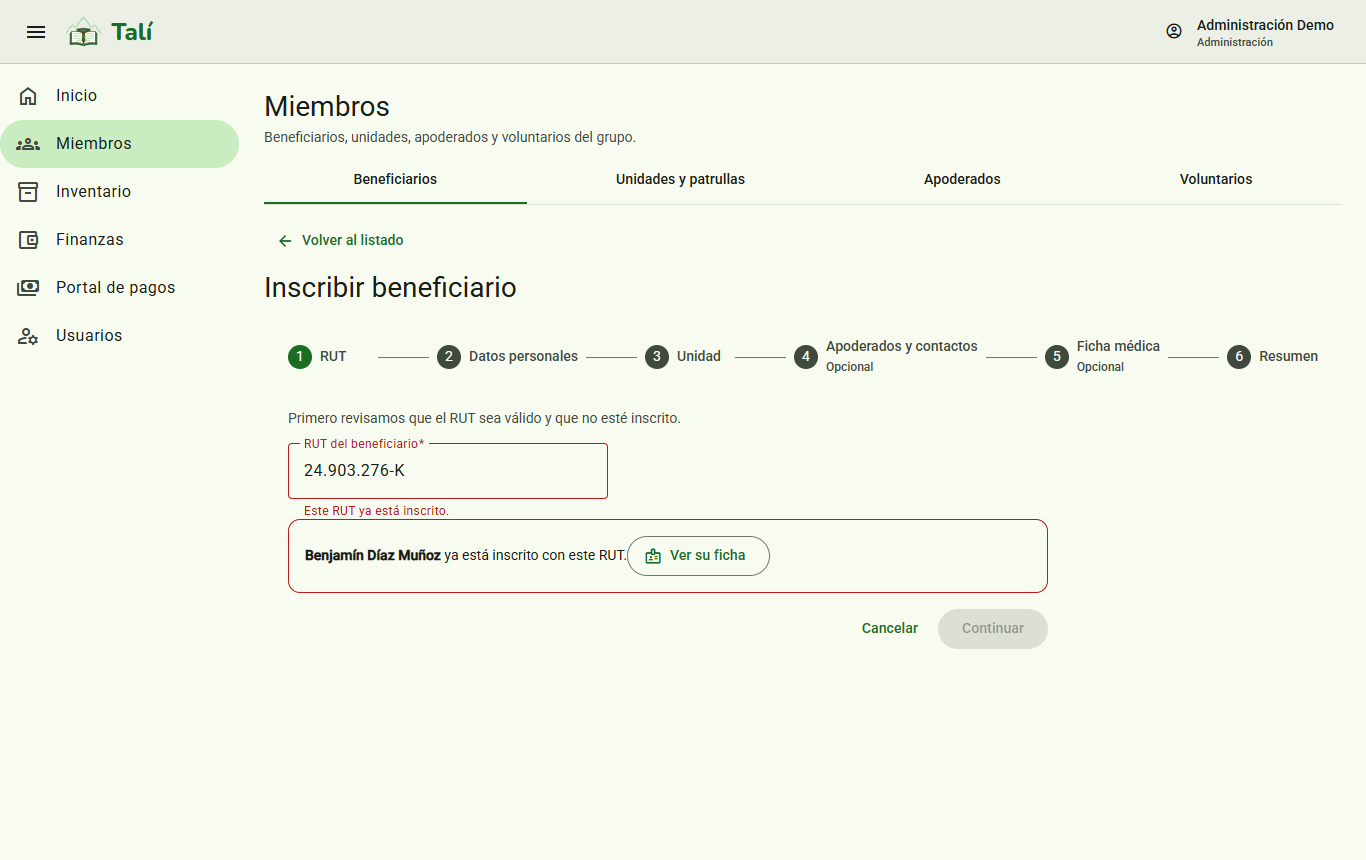 Talí
Administración Demo
Administración
Inicio
Miembros
Inventario
Finanzas
Portal de pagos
Usuarios
Miembros
Beneficiarios, unidades, apoderados y voluntarios del grupo.
Beneficiarios
Unidades y patrullas
Apoderados
Voluntarios
Volver al listado
Inscribir beneficiario
1 RUT
2 Datos personales
3 Unidad
4 Apoderados y contactos
Opcional
5 Ficha médica
Opcional
6 Resumen
Primero revisamos que el RUT sea válido y que no esté inscrito.
RUT del beneficiario*
24.903.276-K
Este RUT ya está inscrito.
Benjamín Díaz Muñoz ya está inscrito con este RUT. Ver su ficha
Cancelar
Continuar